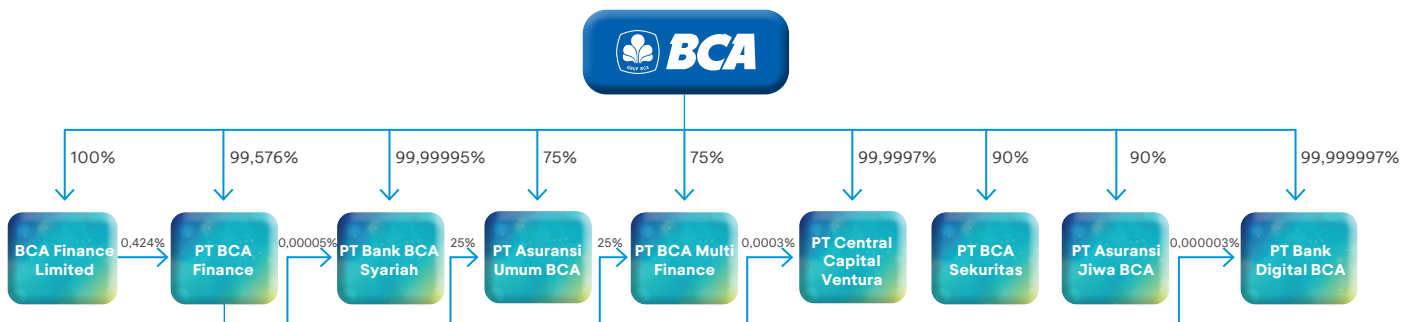 GRUP BCA
BCA
100%
99,576%
99,99995%
75%
75%
99,9997%
90%
90%
99,999997%
BCA Finance
Limited
0,424%
PT BCA
Finance
0,00005%
PT Bank BCA
Syariah
25%
PT Asuransi
Umum BCA
25%
PT BCA Multi
Finance
0,0003%
PT Central
Capital
Ventura
PT BCA
Sekuritas
PT Asuransi
Jiwa BCA
0,000003%
PT Bank
Digital BCA